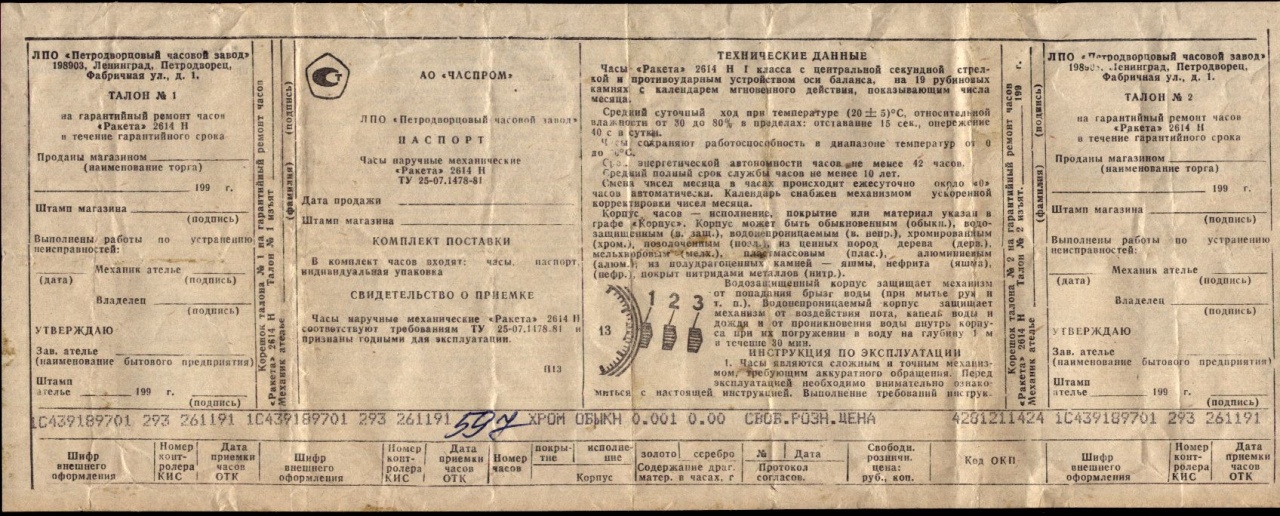 ЛПО «Петродворцовый часовой завод»
198903, Ленинград, Петродворец,
Фабричная ул., д. 1.
ТАЛОН № 1
на гарантийный ремонт часов
«Ракета» 2614 Н
в течение гарантийного срока
Проданы магазином
(наименование торга)
199 г.
Штамп магазина
(подпись)
Выполнены работы по устранению
неисправностей:
Механик ателье
(дата) (подпись)
Владелец
(подпись)
УТВЕРЖДАЮ
Зав. ателье
(наименование бытового предприятия)
Штамп
ателье 199 г.
(подпись)
Корешок талона № 1 на гарантийный ремонт часов
«Ракета» 2614 Н Талон № 1 изъят
Механик ателье (фамилия) (подпись)
Ст
АО «ЧАСПРОМ»
ЛПО «Петродворцовый часовой завод»
ПАСПОРТ
Часы наручные механические
«Ракета» 2614 Н
ТУ 25-07.1478-81
Дата продажи
Штамп магазина
КОМПЛЕКТ ПОСТАВКИ
В комплект часов входят: часы, паспорт,
индивидуальная упаковка
СВИДЕТЕЛЬСТВО О ПРИЕМКЕ
Часы наручные механические «Ракета» 2614 Н
соответствуют требованиям ТУ 25-07.1478-81 и
признаны годными для эксплуатации.
П13
ТЕХНИЧЕСКИЕ ДАННЫЕ
Часы «Ракета» 2614 Н I класса с центральной секундной стрел-
кой и противоударным устройством оси баланса, на 19 рубиновых
камнях с календарем мгновенного действия, показывающим числа
месяца.
Средний суточный ход при температуре (20 ± 5)°С, относительной
влажности от 30 до 80% в пределах: отставание 15 сек., опережение
40 с в сутки.
Часы сохраняют работоспособность в диапазоне температур от 0
до °С.
энергетической автономности часов не менее 42 часов.
Средний полный срок службы часов не менее 10 лет.
Смена чисел месяца в часах происходит ежесуточно около «0»
часов автоматически. Календарь снабжен механизмом ускоренной
корректировки чисел месяца.
Корпус часов — исполнение, покрытие или материал указан в
графе «Корпус». Корпус может быть обыкновенным (обыкн.), водо-
защищенным (в. защ.), водонепроницаемым (в. непр.), хромированным
(хром.), позолоченным (позл.), из ценных пород дерева (дерв.),
мельхиоровым (мелх.), пластмассовым (плас.), алюминиевым
(алюм.); из полудрагоценных камней — яшмы, нефрита (яшма),
(нефр.), покрыт нитридами металлов (нитр.).
13 1 2 3
Водозащищенный корпус защищает механизм
от попадания брызг воды (при мытье рук и
т. п.). Водонепроницаемый корпус защищает
механизм от воздействия пота, капель воды и
дождя и от проникновения воды внутрь корпу-
са при их погружении в воду на глубину 1 м
в течение 30 мин.
ИНСТРУКЦИЯ ПО ЭКСПЛУАТАЦИИ
1. Часы являются сложным и точным механиз-
мом, требующим аккуратного обращения. Перед
эксплуатацией необходимо внимательно ознако-
миться с настоящей инструкцией. Выполнение требований инструк-
Корешок талона № 2 на гарантийный ремонт часов
«Ракета» 2614 Н Талон № 2 изъят. 199 г.
Механик ателье (фамилия) (подпись)
ЛПО «Петродворцовый часовой завод»
Ленинград, Петродворец,
Фабричная ул., д. 1.
ТАЛОН № 2
на гарантийный ремонт часов
«Ракета» 2614 Н
в течение гарантийного срока
Проданы магазином
(наименование торга)
199 г.
Штамп магазина
(подпись)
Выполнены работы по устранению
неисправностей:
Механик ателье
(дата) (подпись)
Владелец
(подпись)
УТВЕРЖДАЮ
Зав. ателье
(наименование бытового предприятия)
Штамп
ателье 199 г.
(подпись)
1С439189701 293 261191 1С439189701 293 261191 597 ХРОМ ОБЫКН 0.001 0.00 СВОБ.РОЗН.ЦЕНА 4281211424 1С439189701 293 261191
Шифр внешнего оформления
Номер контролера КИС
Дата приемки часов ОТК
Шифр внешнего оформления
Номер контролера КИС
Дата приемки часов ОТК
Номер часов
покрытие
исполнение
Корпус
золото серебро
Содержание драг. матер. в часах, г
№ Дата
Протокол согласов.
Свободн. розничн. цена: руб., коп.
Код ОКП
Шифр внешнего оформления
Номер контролера КИС
Дата приемки часов ОТК